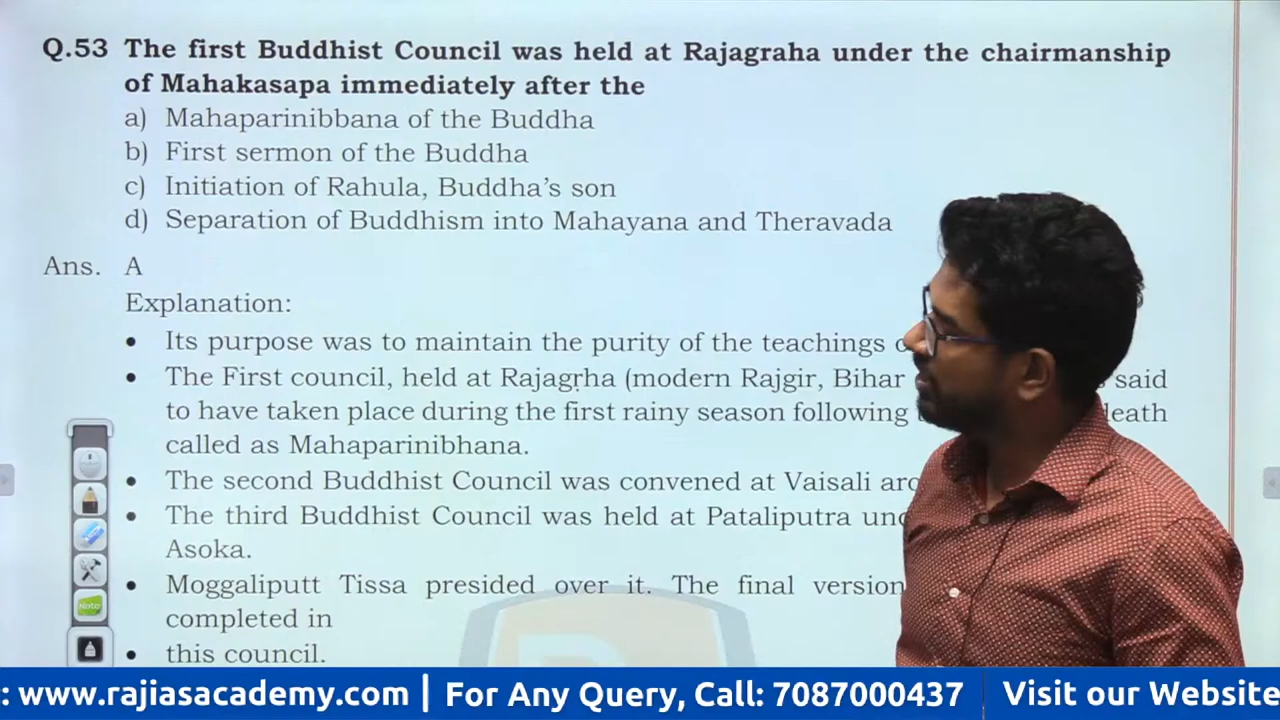 Q.53 The first Buddhist Council was held at Rajagraha under the chairmanship
of Mahakasapa immediately after the
a) Mahaparinibbana of the Buddha
b) First sermon of the Buddha
c) Initiation of Rahula, Buddha's son
d) Separation of Buddhism into Mahayana and Theravada
Ans. A
Explanation:
• Its purpose was to maintain the purity of the teachings
• The First council, held at Rajagṛha (modern Rajgir, Bihar said
to have taken place during the first rainy season following death
called as Mahaparinibhana.
• The second Buddhist Council was convened at Vaisali
• The third Buddhist Council was held at Pataliputra
Asoka.
• Moggaliputt Tissa presided over it. The final version
completed in
• this council.
Note
: www.rajiasacademy.com | For Any Query, Call: 7087000437 Visit our Website